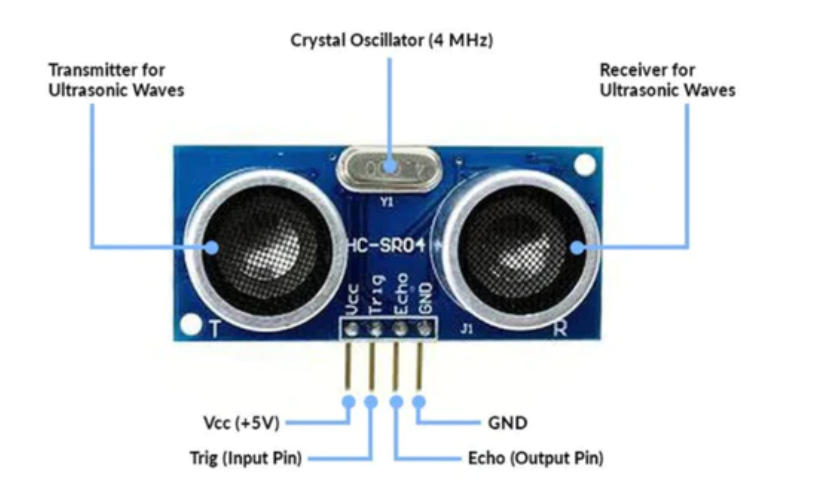 Crystal Oscillator (4 MHz)
Transmitter for
Ultrasonic Waves
Receiver for
Ultrasonic Waves
Y1
HC-SR04
Vcc
Trig
Echo
GND
T
J1
R
Vcc (+5V)
GND
Trig (Input Pin)
Echo (Output Pin)